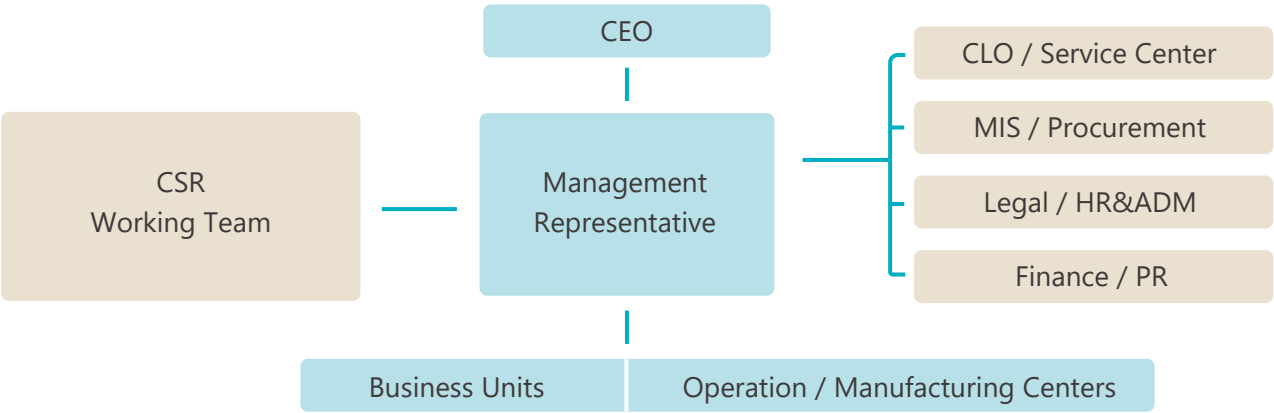 CEO
CSR
Working Team
Management
Representative
CLO / Service Center
MIS / Procurement
Legal / HR&ADM
Finance / PR
Business Units
Operation / Manufacturing Centers